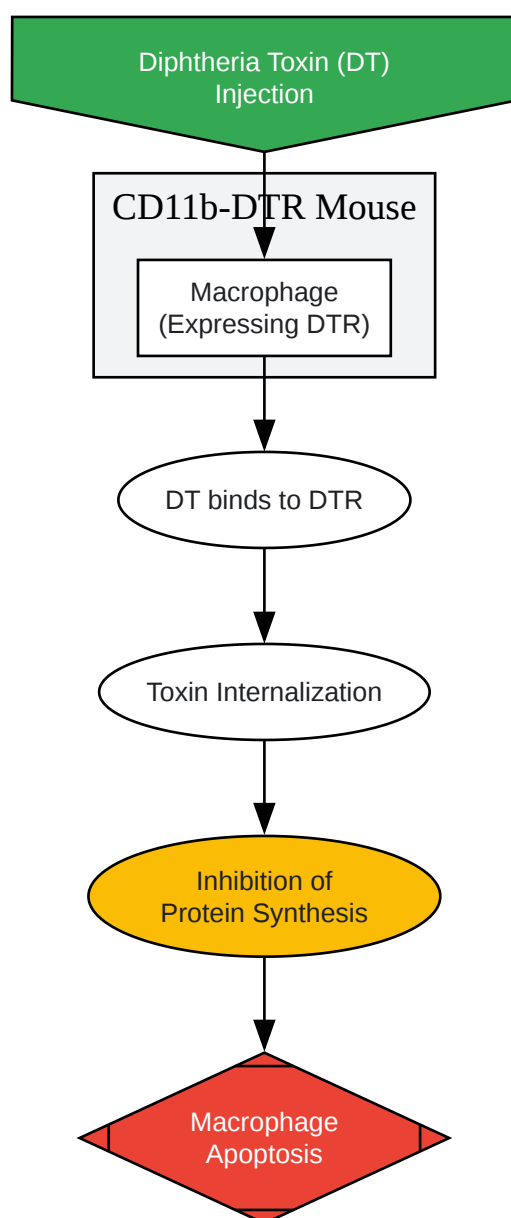 Diphtheria Toxin (DT)
Injection
CD11b-DTR Mouse
Macrophage
(Expressing DTR)
DT binds to DTR
Toxin Internalization
Inhibition of
Protein Synthesis
Macrophage
Apoptosis